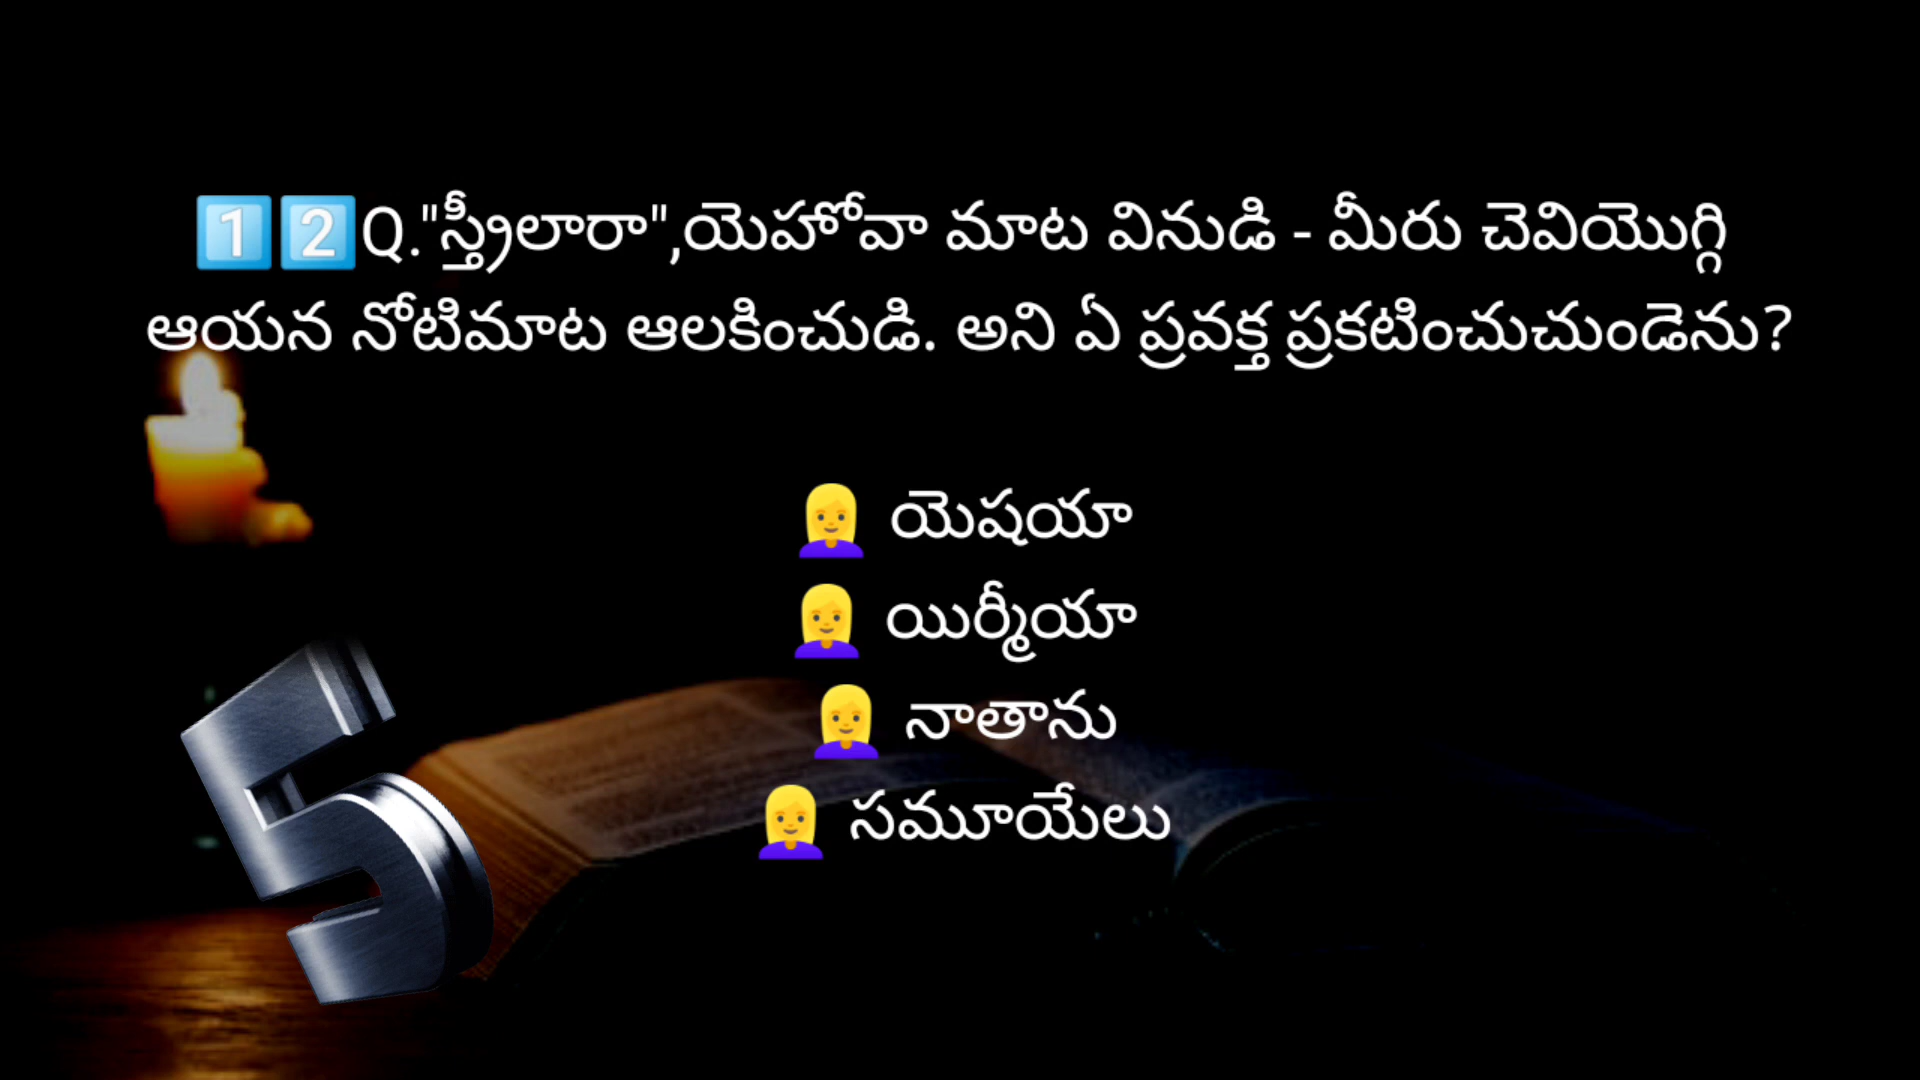 1️⃣2️⃣Q."స్త్రీలారా",యెహోవా మాట వినుడి - మీరు చెవియొగ్గి
ఆయన నోటిమాట ఆలకించుడి. అని ఏ ప్రవక్త ప్రకటించుచుండెను?
👱‍♀️ యెషయా
👱‍♀️ యిర్మీయా
👱‍♀️ నాతాను
👱‍♀️ సమూయేలు
5